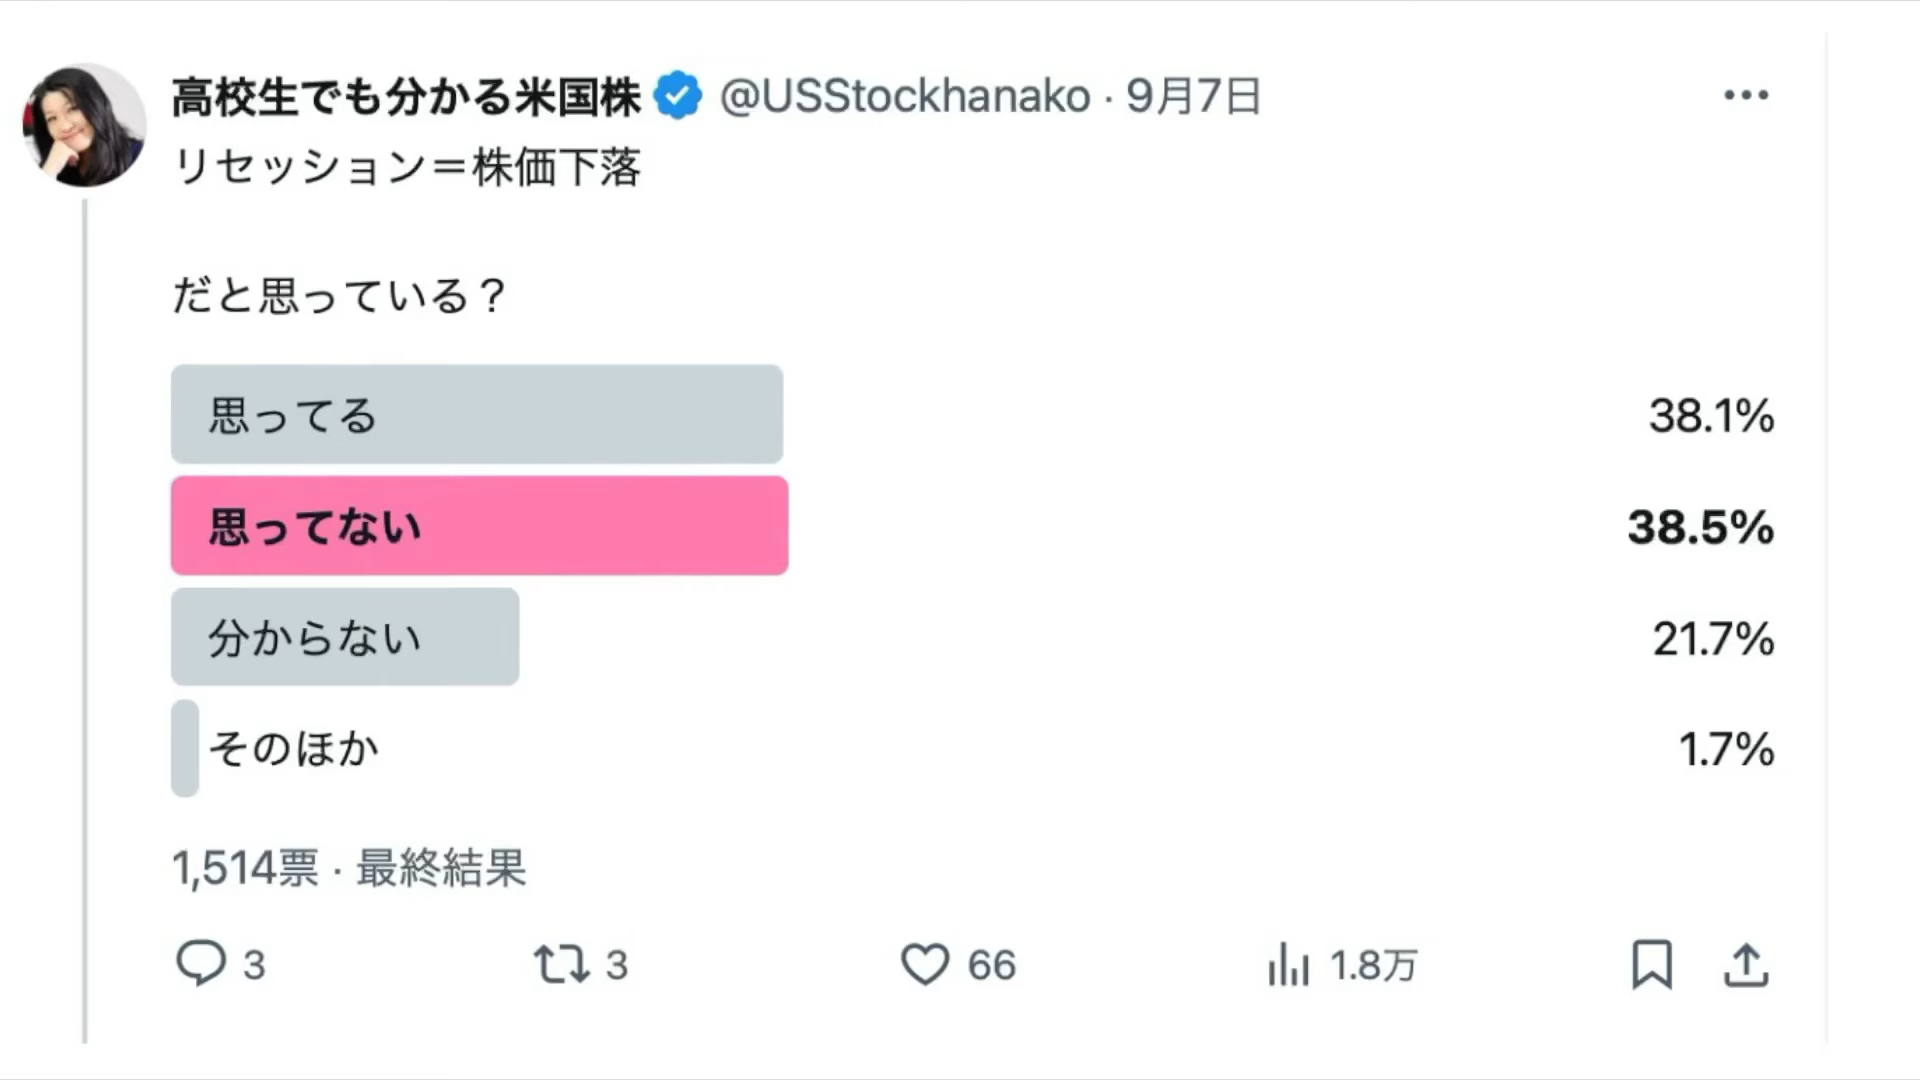 高校生でも分かる米国株 @USStockhanako · 9月7日
リセッション＝株価下落
だと思っている？
思ってる 38.1%
思ってない 38.5%
分からない 21.7%
そのほか 1.7%
1,514票 · 最終結果
3 3 66 1.8万